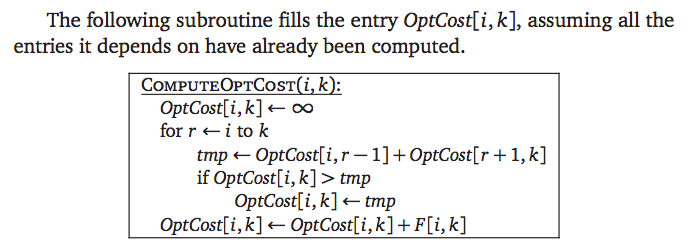 The following subroutine fills the entry OptCost[i, k], assuming all the
entries it depends on have already been computed.
COMPUTEOPTCOST(i, k):
OptCost[i, k] ← ∞
for r ← i to k
tmp ← OptCost[i, r − 1] + OptCost[r + 1, k]
if OptCost[i, k] > tmp
OptCost[i, k] ← tmp
OptCost[i, k] ← OptCost[i, k] + F[i, k]